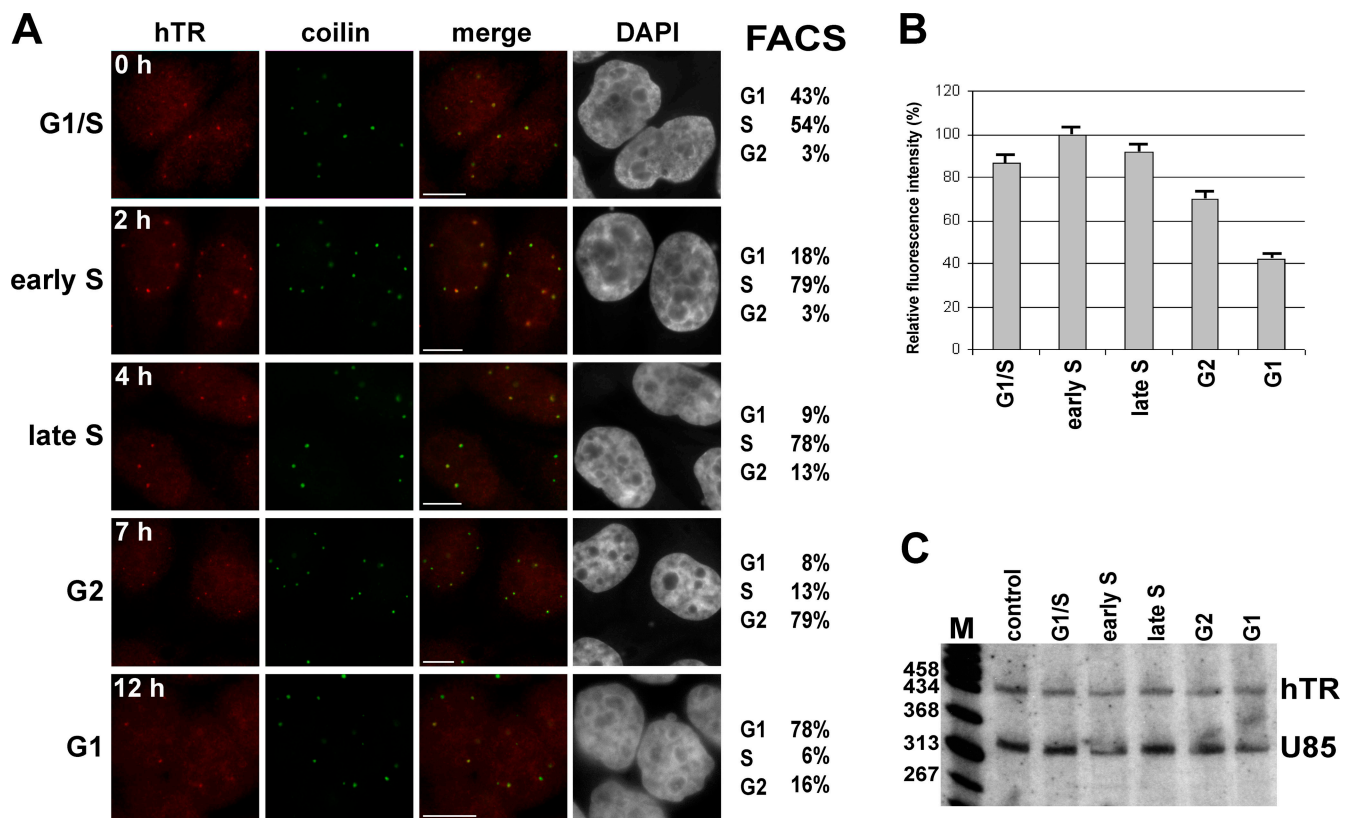 A
hTR coilin merge DAPI FACS
0 h
G1/S
G1 43%
S 54%
G2 3%
2 h
early S
G1 18%
S 79%
G2 3%
4 h
late S
G1 9%
S 78%
G2 13%
7 h
G2
G1 8%
S 13%
G2 79%
12 h
G1
G1 78%
S 6%
G2 16%
B
Relative fluorescence intensity (%)
120
100
80
60
40
20
0
G1/S early S late S G2 G1
C
M control G1/S early S late S G2 G1
458
434
368
313
267
hTR
U85